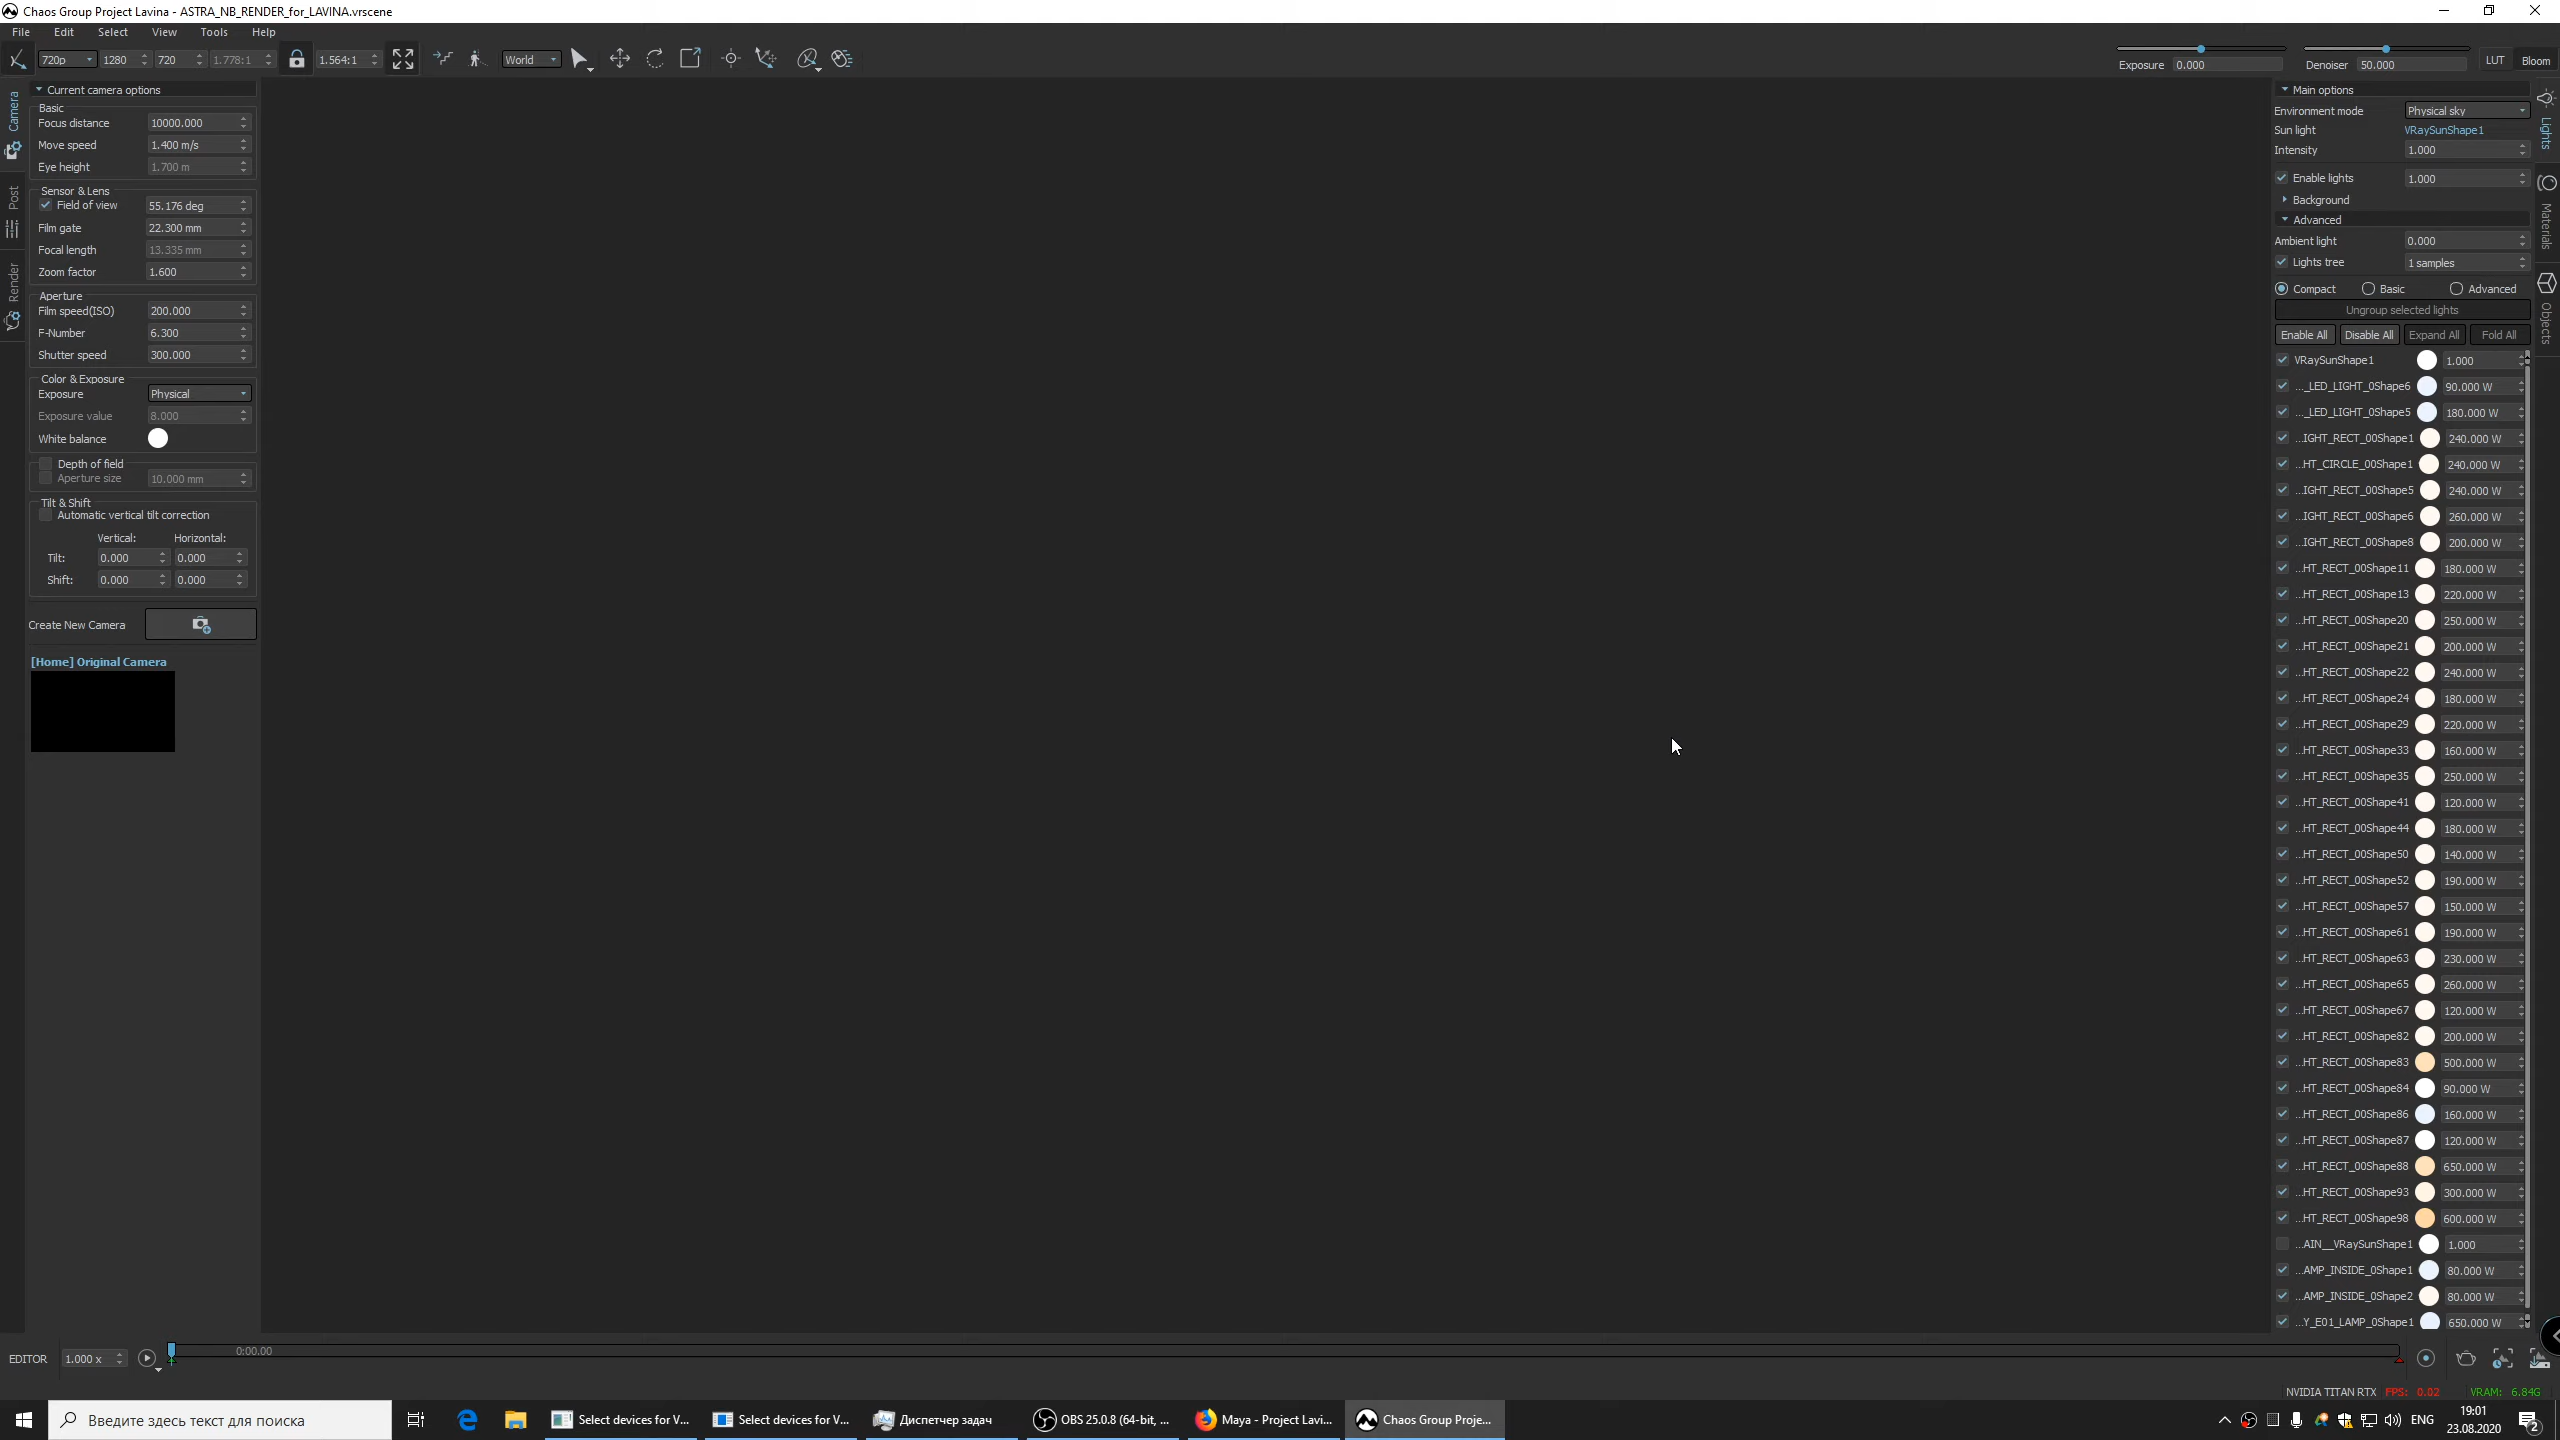 Chaos Group Project Lavina - ASTRA_NB_RENDER_for_LAVINA.vrscene
File Edit Select View Tools Help
720p 1280 720 1.778:1 1.564:1 World
Exposure 0.000 Denoiser 50.000 LUT Bloom
Camera
Post
Render
Current camera options
Basic
Focus distance 10000.000
Move speed 1.400 m/s
Eye height 1.700 m
Sensor & Lens
Field of view 55.176 deg
Film gate 22.300 mm
Focal length 13.335 mm
Zoom factor 1.600
Aperture
Film speed(ISO) 200.000
F-Number 6.300
Shutter speed 300.000
Color & Exposure
Exposure Physical
Exposure value 8.000
White balance
Depth of field
Aperture size 10.000 mm
Tilt & Shift
Automatic vertical tilt correction
Vertical: Horizontal:
Tilt: 0.000 0.000
Shift: 0.000 0.000
Create New Camera
[Home] Original Camera
Main options
Environment mode Physical sky
Sun light VRaySunShape1
Intensity 1.000
Enable lights 1.000
Background
Advanced
Ambient light 0.000
Lights tree 1 samples
Compact Basic Advanced
Ungroup selected lights
Enable All Disable All Expand All Fold All
VRaySunShape1 1.000
..._LED_LIGHT_0Shape6 90.000 W
..._LED_LIGHT_0Shape5 180.000 W
...IGHT_RECT_00Shape1 240.000 W
...HT_CIRCLE_00Shape1 240.000 W
...IGHT_RECT_00Shape5 240.000 W
...IGHT_RECT_00Shape6 260.000 W
...IGHT_RECT_00Shape8 200.000 W
...HT_RECT_00Shape11 180.000 W
...HT_RECT_00Shape13 220.000 W
...HT_RECT_00Shape20 250.000 W
...HT_RECT_00Shape21 200.000 W
...HT_RECT_00Shape22 240.000 W
...HT_RECT_00Shape24 180.000 W
...HT_RECT_00Shape29 220.000 W
...HT_RECT_00Shape33 160.000 W
...HT_RECT_00Shape35 250.000 W
...HT_RECT_00Shape41 120.000 W
...HT_RECT_00Shape44 180.000 W
...HT_RECT_00Shape50 140.000 W
...HT_RECT_00Shape52 190.000 W
...HT_RECT_00Shape57 150.000 W
...HT_RECT_00Shape61 190.000 W
...HT_RECT_00Shape63 230.000 W
...HT_RECT_00Shape65 260.000 W
...HT_RECT_00Shape67 120.000 W
...HT_RECT_00Shape82 200.000 W
...HT_RECT_00Shape83 500.000 W
...HT_RECT_00Shape84 90.000 W
...HT_RECT_00Shape86 160.000 W
...HT_RECT_00Shape87 120.000 W
...HT_RECT_00Shape88 650.000 W
...HT_RECT_00Shape93 300.000 W
...HT_RECT_00Shape98 600.000 W
...AIN__VRaySunShape1 1.000
...AMP_INSIDE_0Shape1 80.000 W
...AMP_INSIDE_0Shape2 80.000 W
...Y_E01_LAMP_0Shape1 650.000 W
Lights
Materials
Objects
EDITOR 1.000 x 0:00.00
NVIDIA TITAN RTX FPS: 0.02 VRAM: 6.84G
Введите здесь текст для поиска
Select devices for V...
Select devices for V...
Диспетчер задач
OBS 25.0.8 (64-bit, ...
Maya - Project Lavi...
Chaos Group Proje...
ENG
19:01
23.08.2020
2